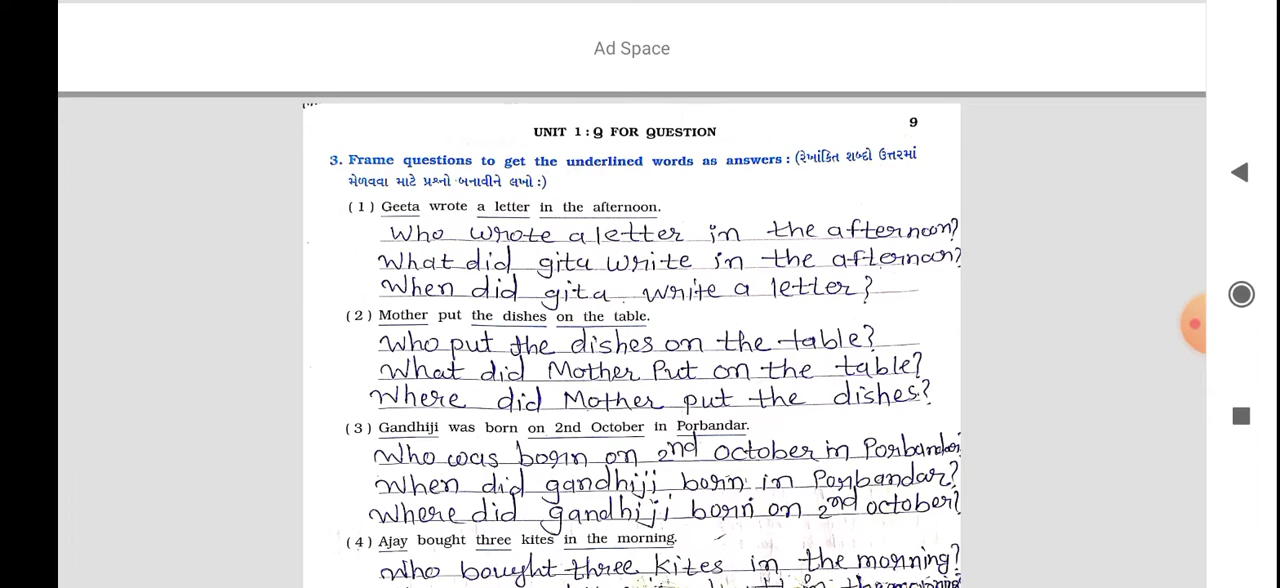 Ad Space
9
UNIT 1 : Q FOR QUESTION
3. Frame questions to get the underlined words as answers : (રેખાંકિત શબ્દો ઉત્તરમાં
મેળવવા માટે પ્રશ્નો બનાવીને લખો :)
( 1 ) Geeta wrote a letter in the afternoon.
Who wrote a letter in the afternoon?
What did gita write in the afternoon?
When did gita write a letter?
( 2 ) Mother put the dishes on the table.
Who put the dishes on the table?
What did Mother Put on the table?
Where did Mother put the dishes?
( 3 ) Gandhiji was born on 2nd October in Porbandar.
Who was born on 2nd october in Porbandar
When did gandhiji born in Porbandar?
Where did gandhiji born on 2nd october?
( 4 ) Ajay bought three kites in the morning.
Who bought three kites in the morning?
in the morning